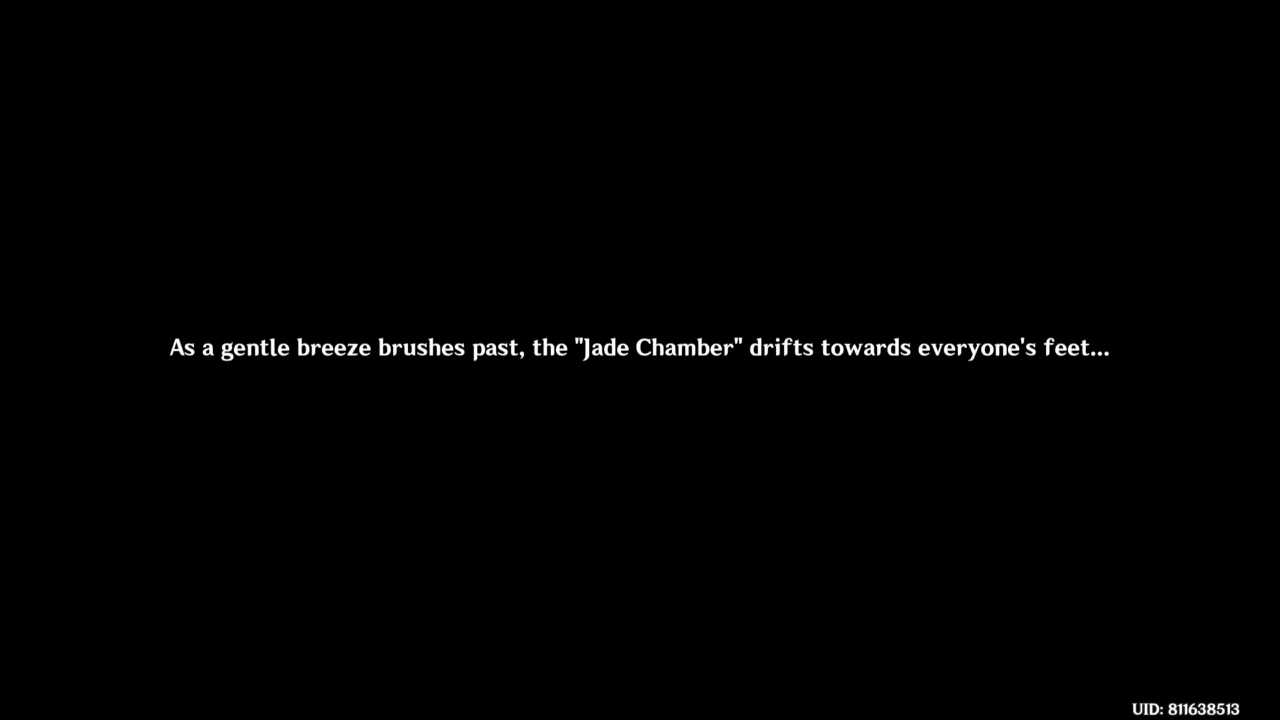 As a gentle breeze brushes past, the "Jade Chamber" drifts towards everyone's feet...
UID: 811638513